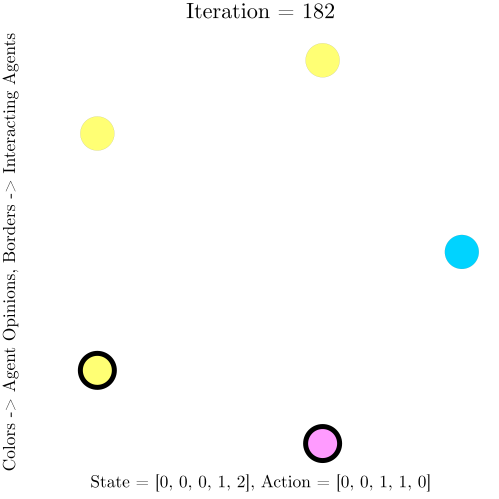 Iteration = 182
Colors -> Agent Opinions, Borders -> Interacting Agents
State = [0, 0, 0, 1, 2], Action = [0, 0, 1, 1, 0]